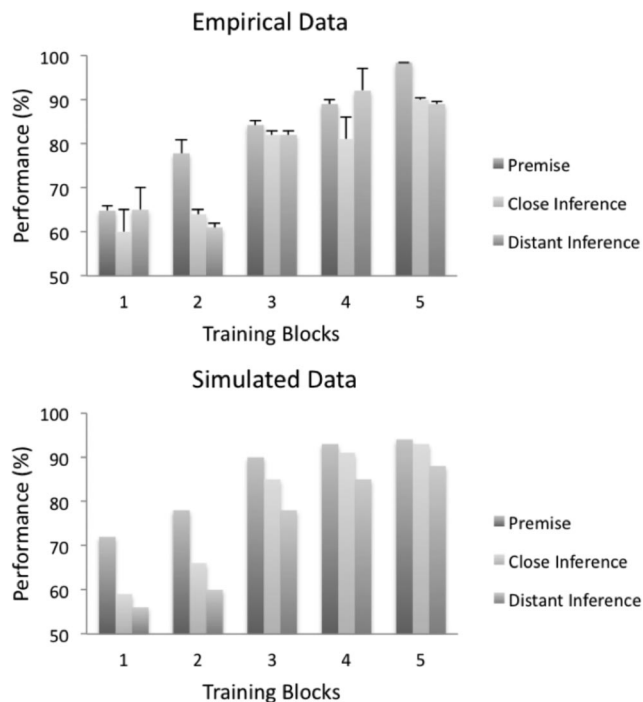 Empirical Data
100
90
80
70
60
50
Performance (%)
1 2 3 4 5
Training Blocks
Premise
Close Inference
Distant Inference
Simulated Data
100
90
80
70
60
50
Performance (%)
1 2 3 4 5
Training Blocks
Premise
Close Inference
Distant Inference